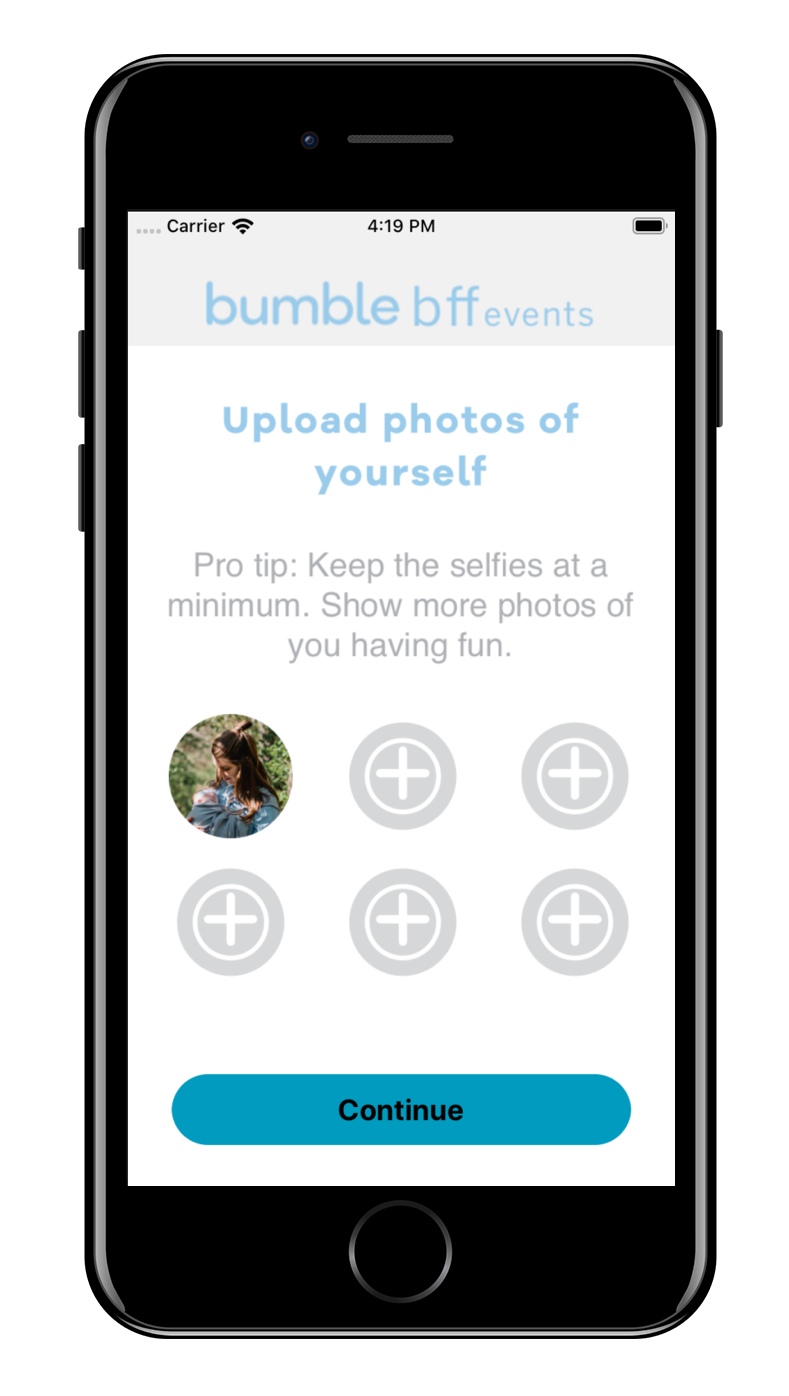 Carrier 4:19 PM
bumble bff events
Upload photos of
yourself
Pro tip: Keep the selfies at a
minimum. Show more photos of
you having fun.
Continue